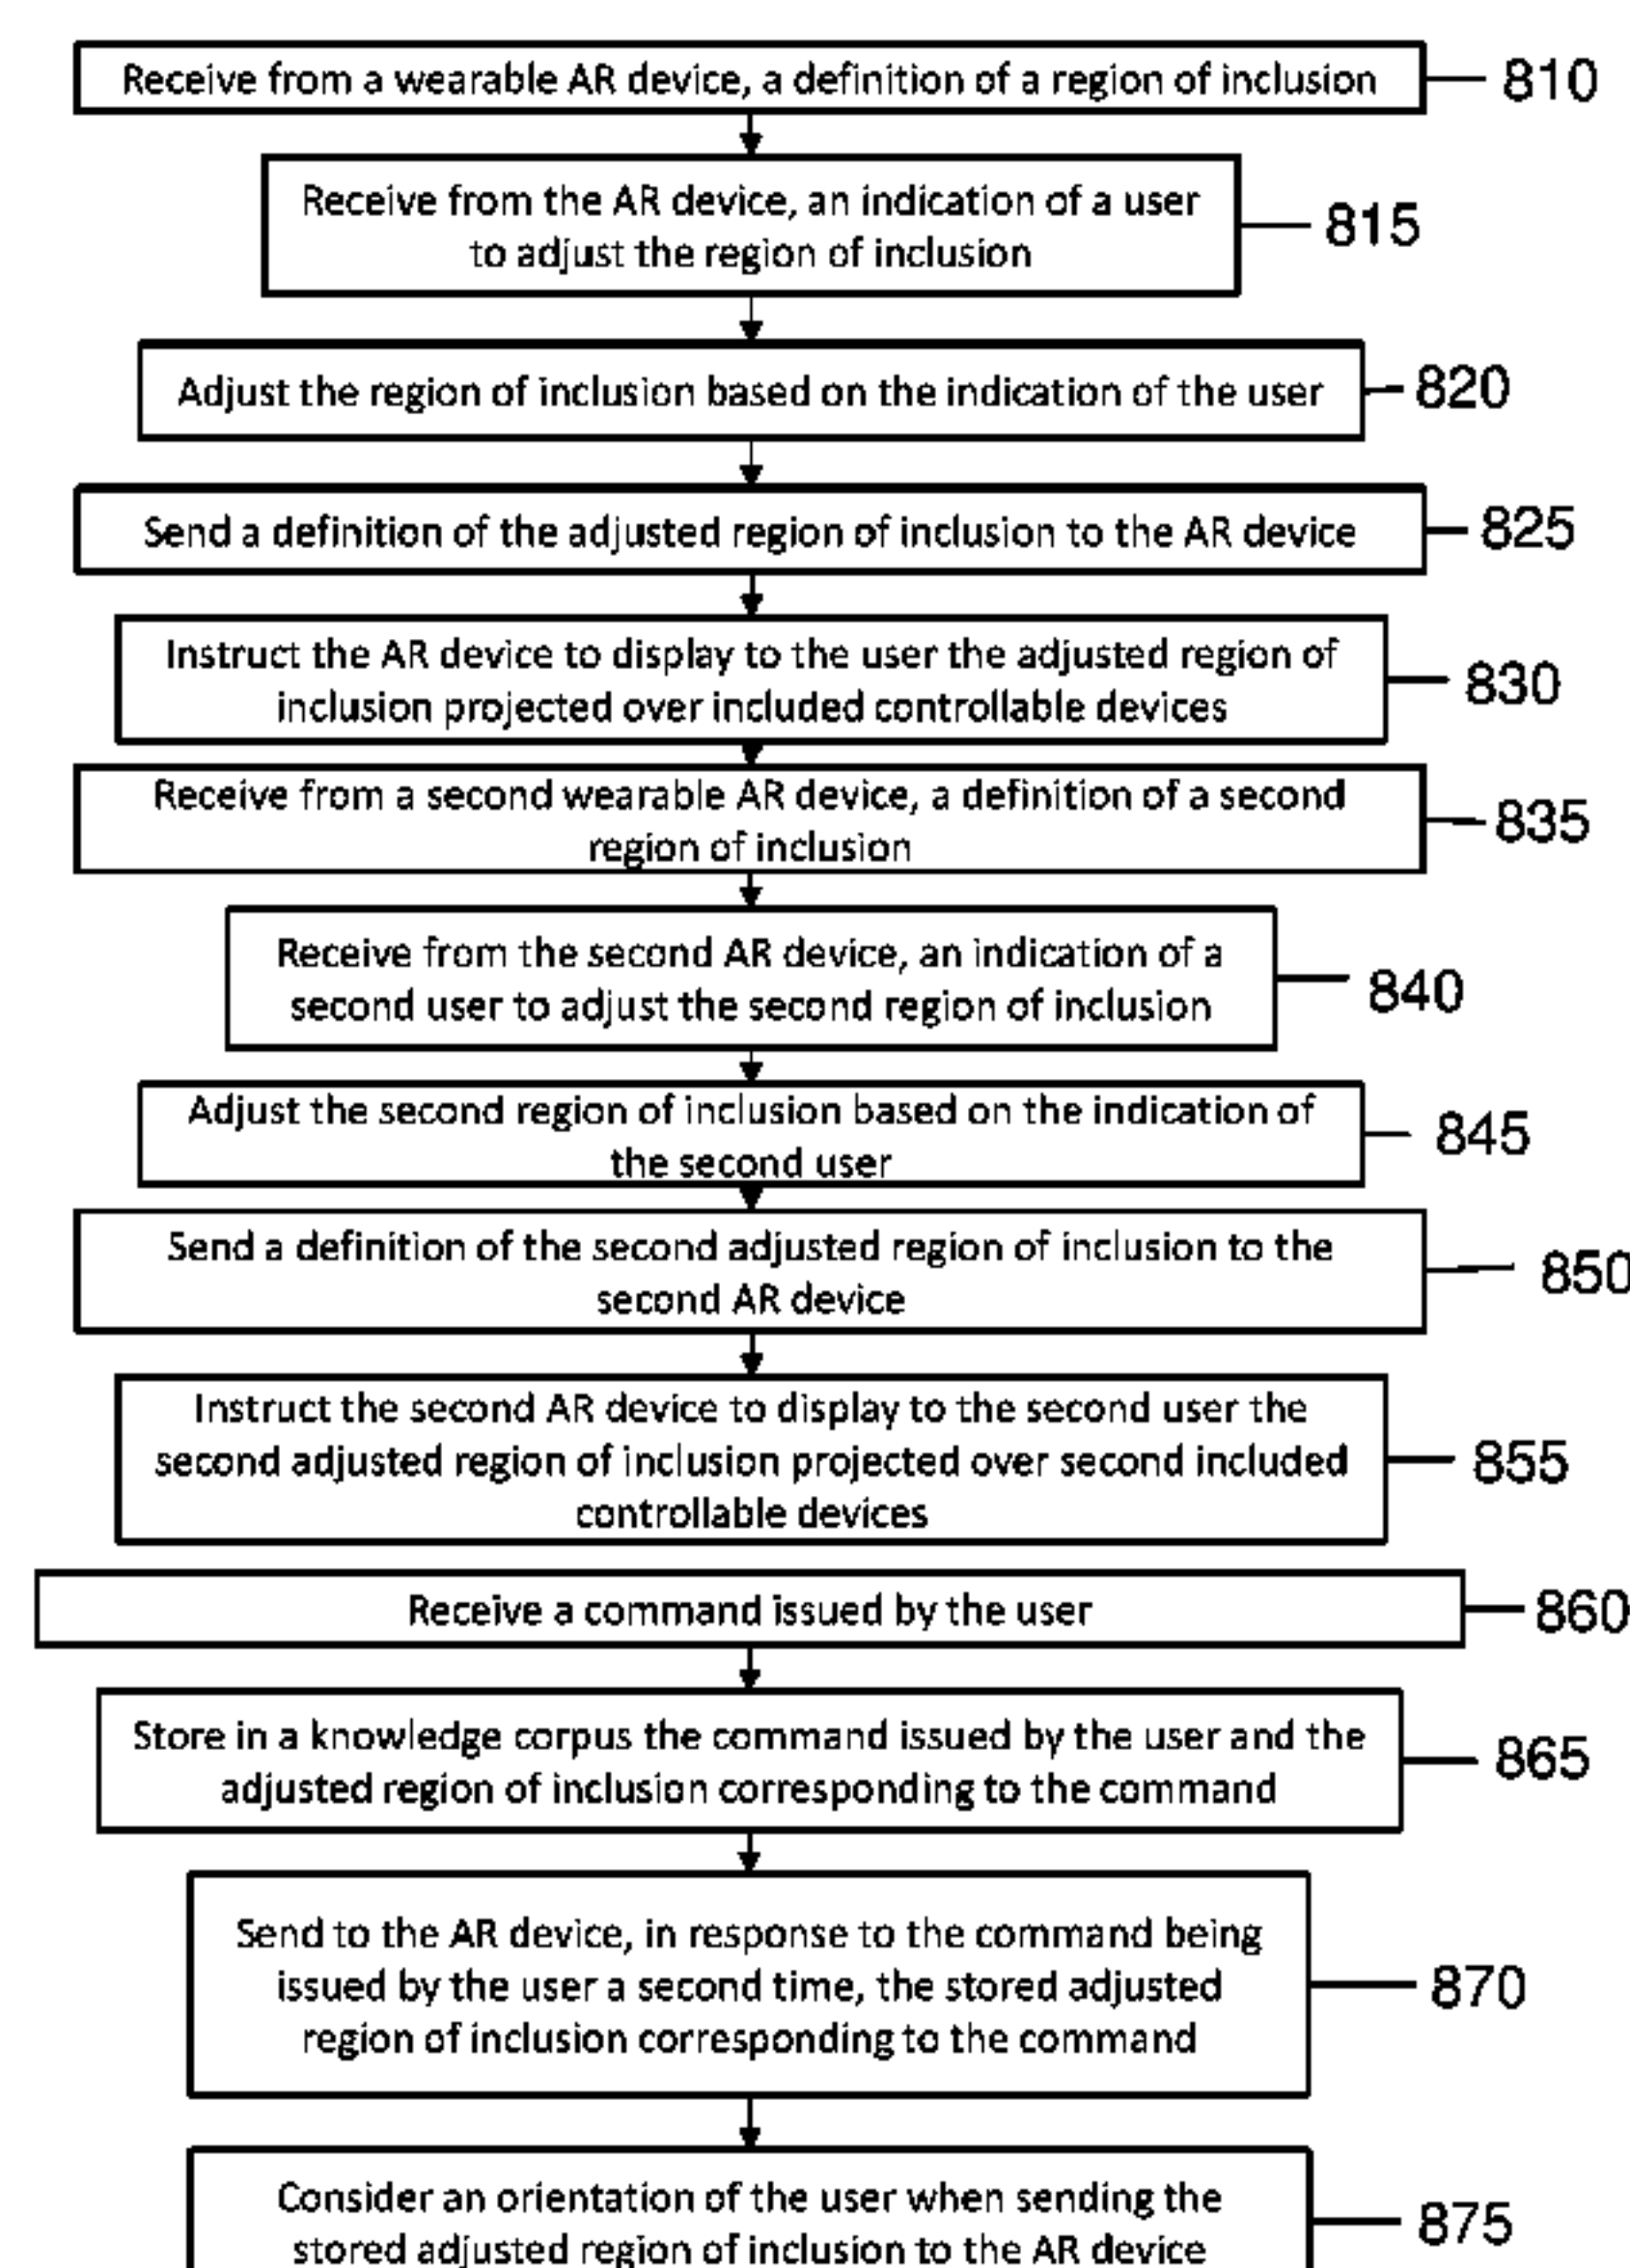 Receive from a wearable AR device, a definition of a region of inclusion
810
Receive from the AR device, an indication of a user
to adjust the region of inclusion
815
Adjust the region of inclusion based on the indication of the user
820
Send a definition of the adjusted region of inclusion to the AR device
825
Instruct the AR device to display to the user the adjusted region of
inclusion projected over included controllable devices
830
Receive from a second wearable AR device, a definition of a second
region of inclusion
835
Receive from the second AR device, an indication of a
second user to adjust the second region of inclusion
840
Adjust the second region of inclusion based on the indication of
the second user
845
Send a definition of the second adjusted region of inclusion to the
second AR device
850
Instruct the second AR device to display to the second user the
second adjusted region of inclusion projected over second included
controllable devices
855
Receive a command issued by the user
860
Store in a knowledge corpus the command issued by the user and the
adjusted region of inclusion corresponding to the command
865
Send to the AR device, in response to the command being
issued by the user a second time, the stored adjusted
region of inclusion corresponding to the command
870
Consider an orientation of the user when sending the
stored adjusted region of inclusion to the AR device
875